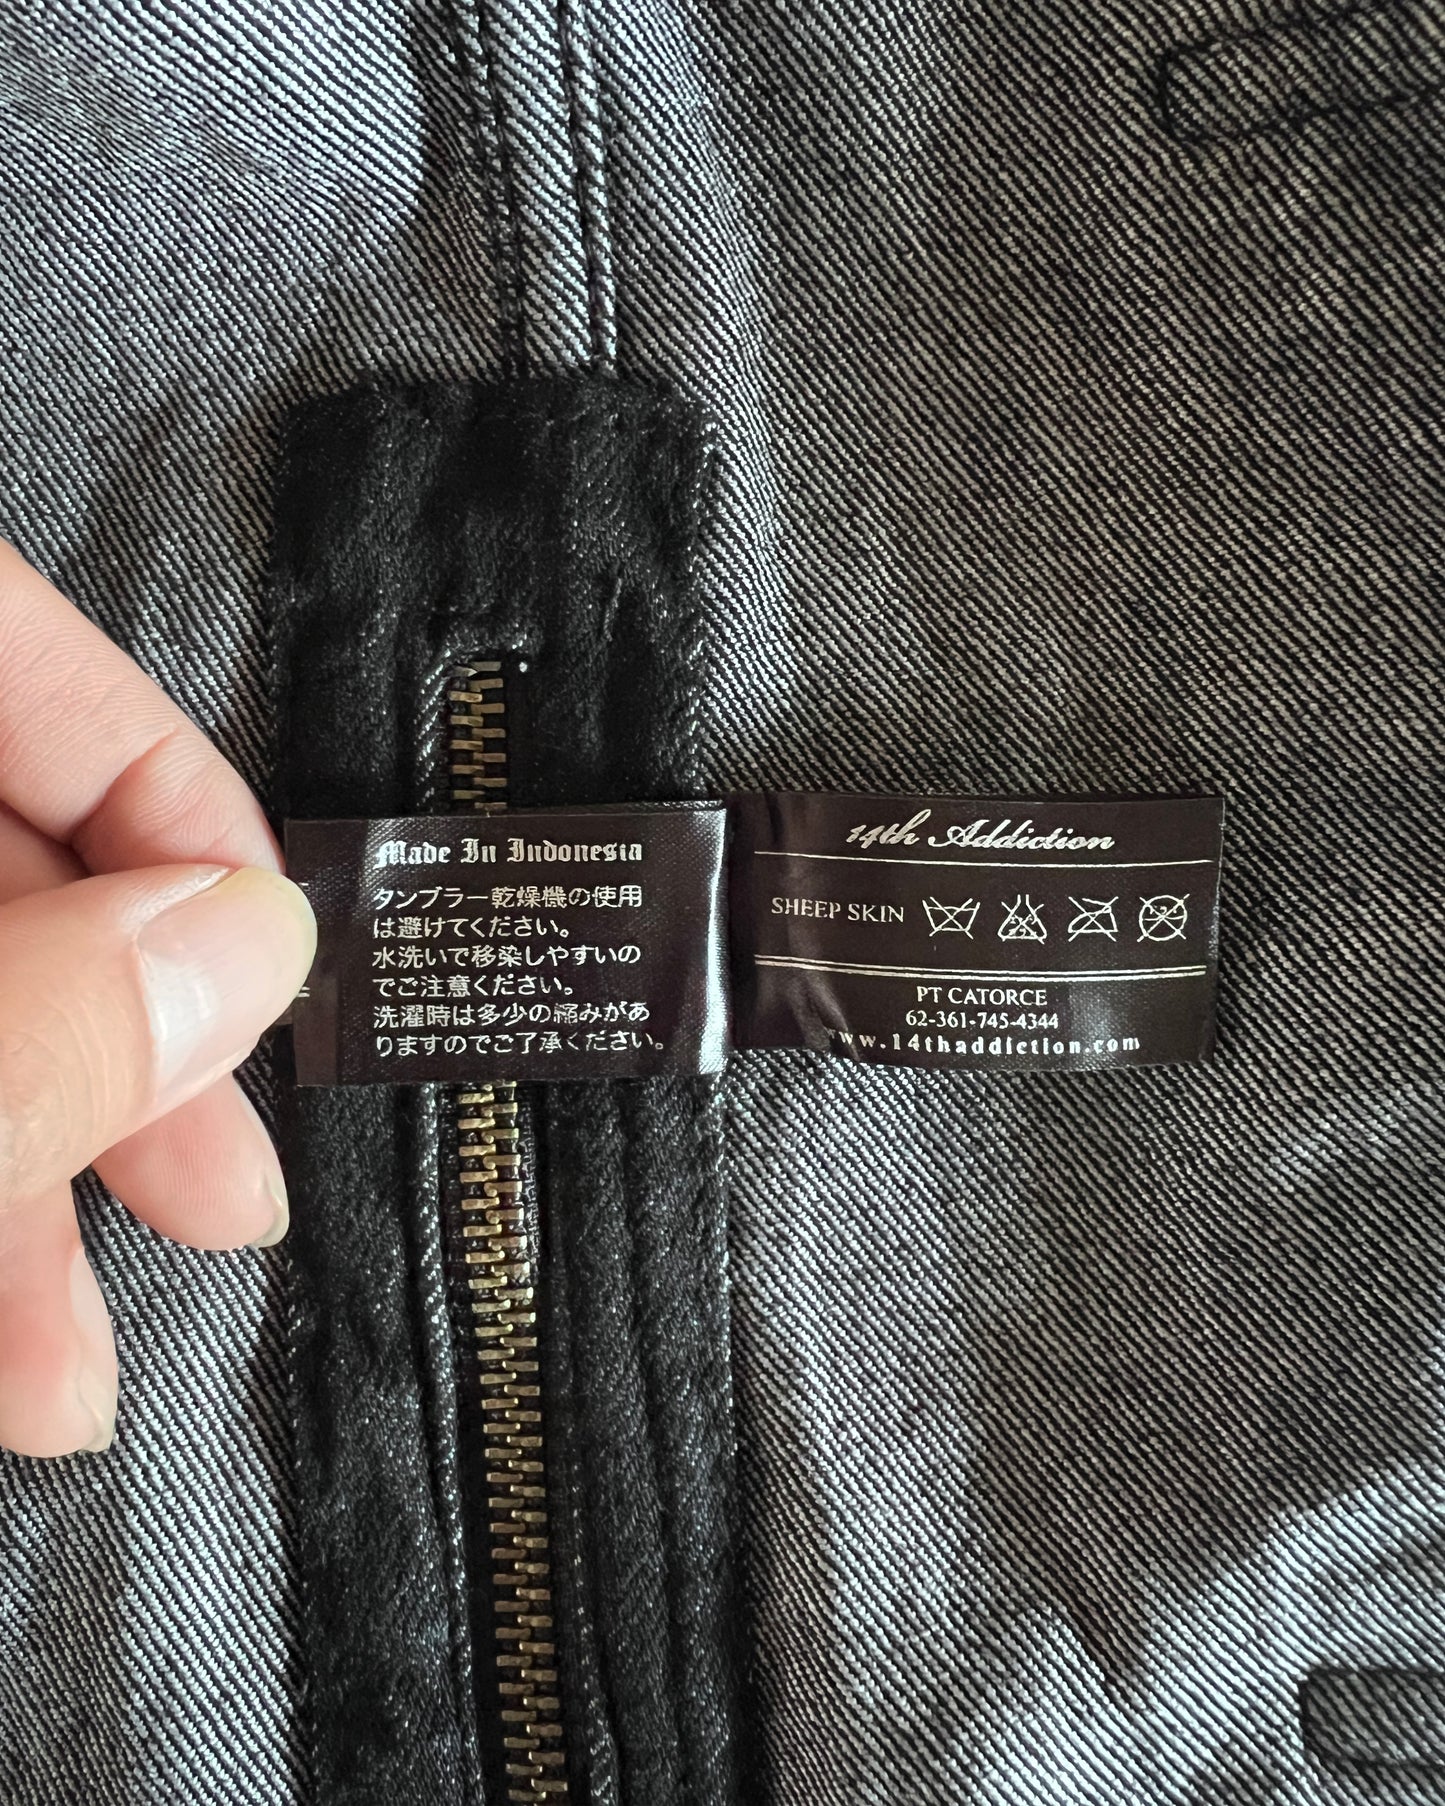 Made In Indonesia
タンブラー乾燥機の使用
は避けてください。
水洗いで移染しやすいの
でご注意ください。
洗濯時は多少の縮みがあ
りますのでご了承ください。
14th Addiction
SHEEP SKIN
PT CATORCE
62-361-745-4344
www.14thaddiction.com